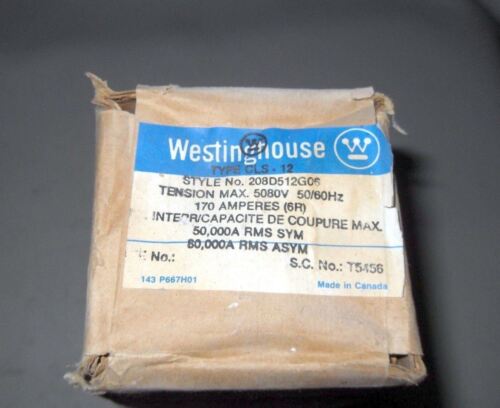 Westinghouse
TYPE CLS - 12
STYLE No. 208D512G06
TENSION MAX. 5080V 50/60Hz
170 AMPERES (6R)
INTERR/CAPACITE DE COUPURE MAX.
50,000A RMS SYM
80,000A RMS ASYM
No.:
S.C. No.: T5456
143 P667H01
Made in Canada